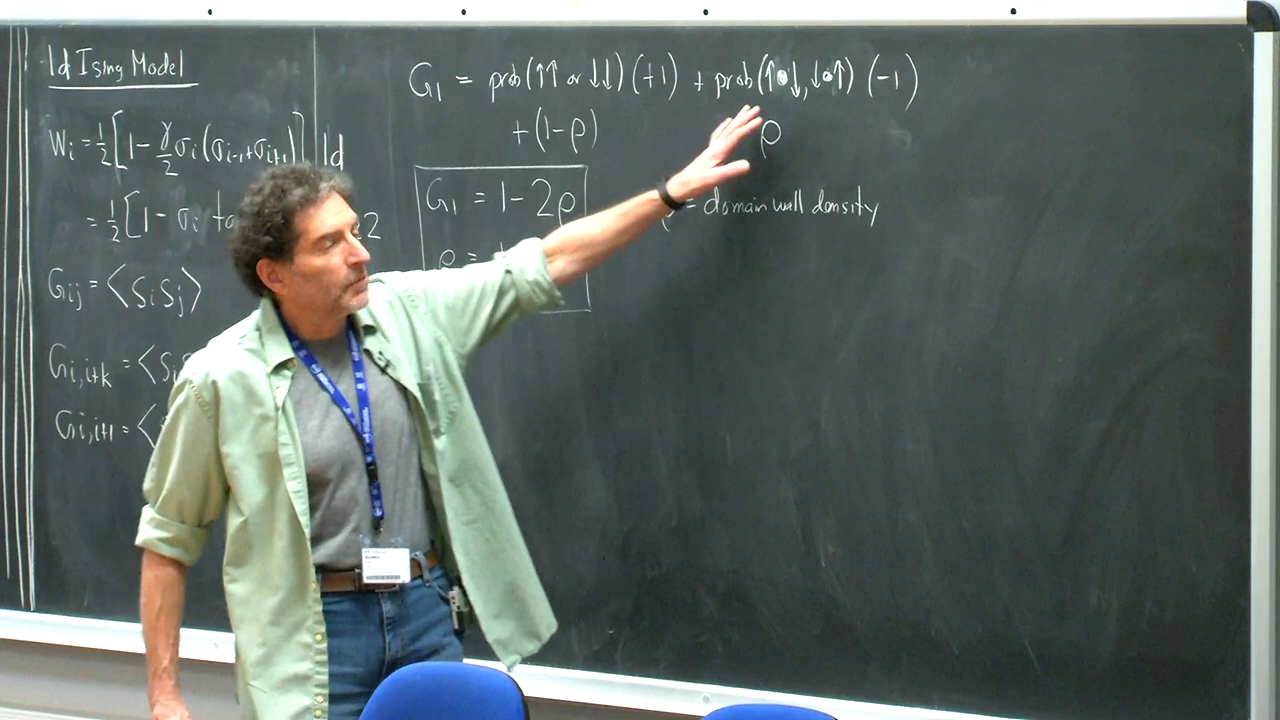 1d Ising Model
Wᵢ = ½[1 - γ/2 σᵢ(σᵢ₋₁+σᵢ₊₁)] 1d
= ½[1 - σᵢ ta 2
Gᵢⱼ = ⟨SᵢSⱼ⟩
Gᵢ,ᵢ₊ₖ = ⟨Sᵢ
Gᵢ,ᵢ₊₁ = ⟨
G₁ = prob(↑↑ or ↓↓)(+1) + prob(↑•↓,↓•↑)(-1)
+(1-ρ) ρ
G₁ = 1-2ρ
ρ =
= domain wall density